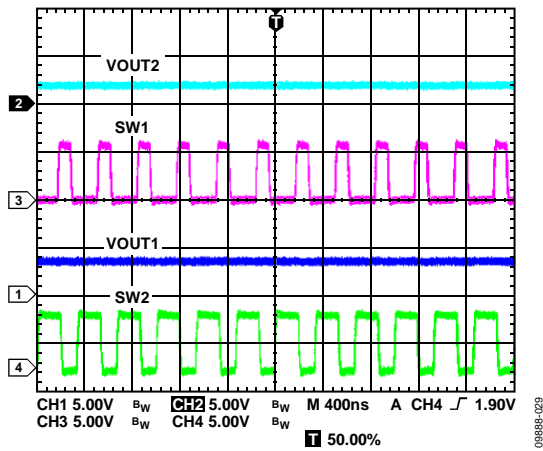 T
VOUT2
2
SW1
3
VOUT1
1
SW2
4
CH1 5.00V BW CH2 5.00V BW M 400ns A CH4 1.90V
CH3 5.00V BW CH4 5.00V BW
T 50.00%
09888-029